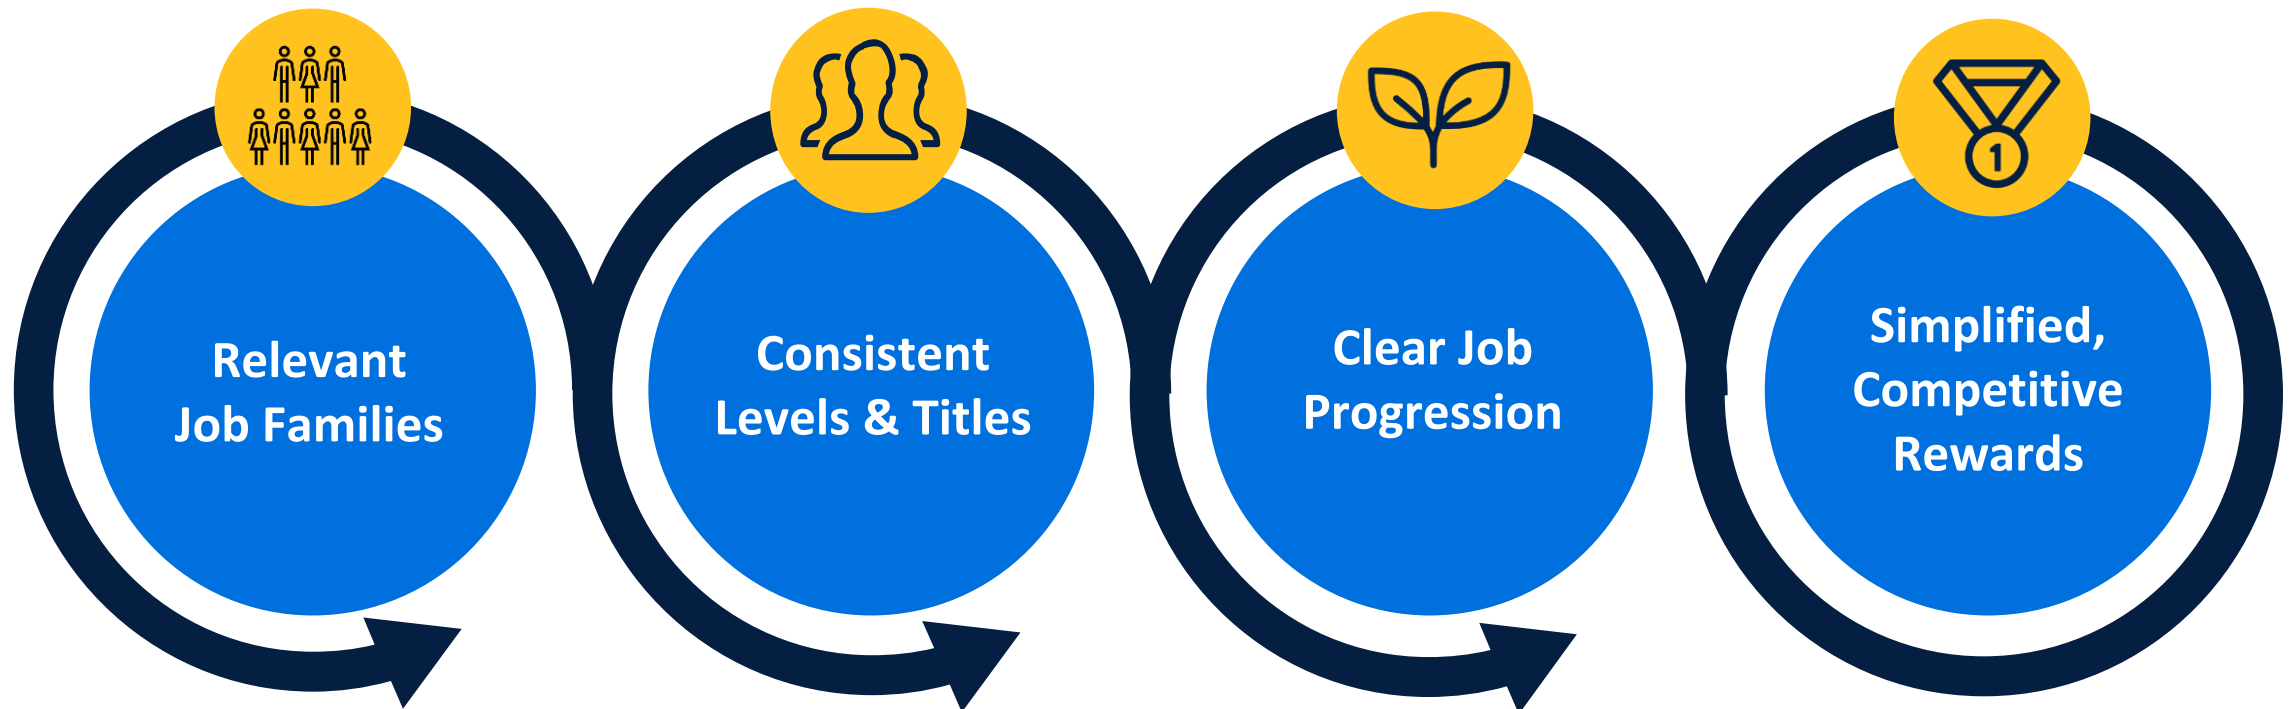 Relevant
Job Families
Consistent
Levels & Titles
Clear Job
Progression
Simplified,
Competitive
Rewards
1